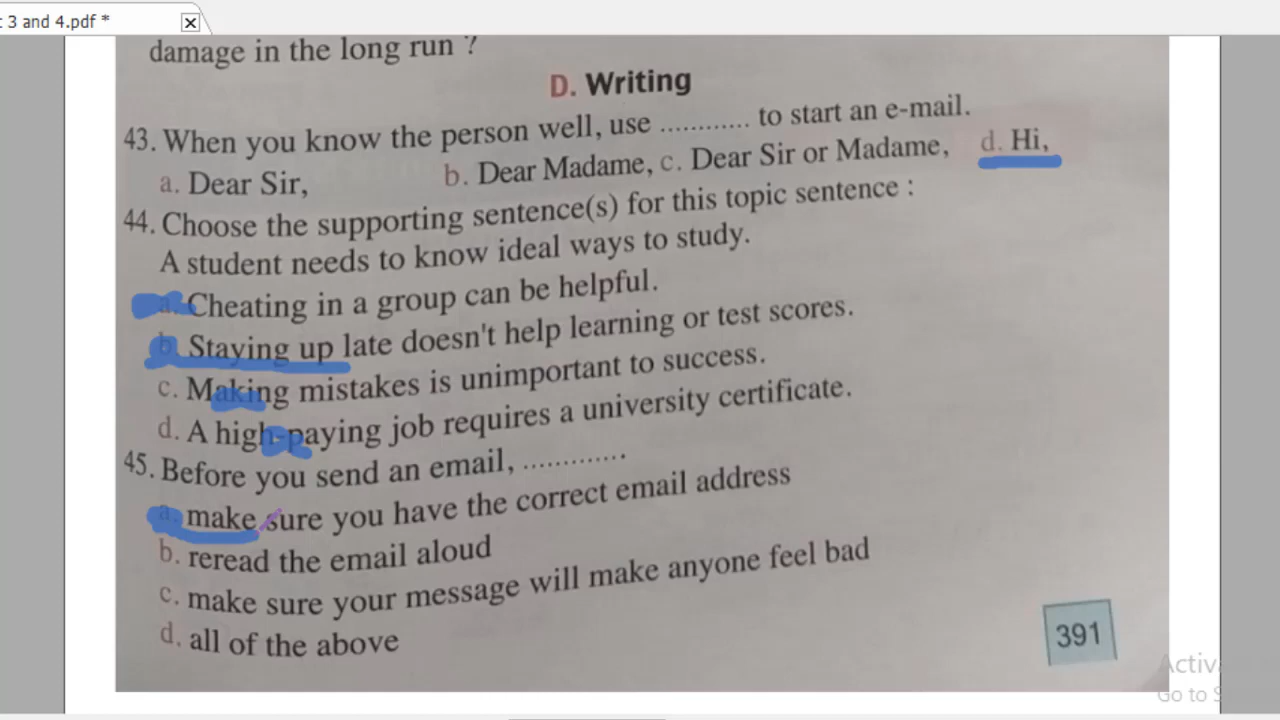 3 and 4.pdf *
damage in the long run ?
D. Writing
43. When you know the person well, use ............ to start an e-mail.
a. Dear Sir, b. Dear Madame, c. Dear Sir or Madame, d. Hi,
44. Choose the supporting sentence(s) for this topic sentence :
A student needs to know ideal ways to study.
a. Cheating in a group can be helpful.
b. Staying up late doesn't help learning or test scores.
c. Making mistakes is unimportant to success.
d. A high-paying job requires a university certificate.
45. Before you send an email, .............
a. make sure you have the correct email address
b. reread the email aloud
c. make sure your message will make anyone feel bad
d. all of the above
391
Go to